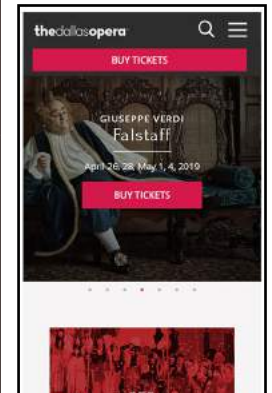 thedallasopera
BUY TICKETS
GIUSEPPE VERDI
Falstaff
April 26, 28, May 1, 4, 2019
BUY TICKETS